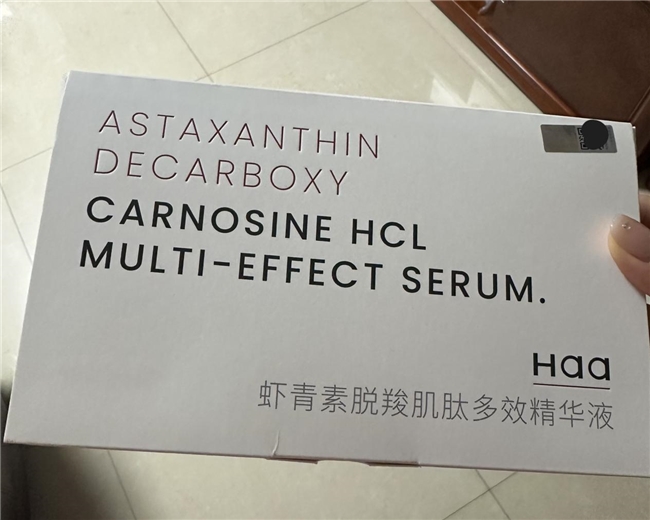 ASTAXANTHIN
DECARBOXY
CARNOSINE HCL
MULTI-EFFECT SERUM.
Haa
虾青素脱羧肌肽多效精华液